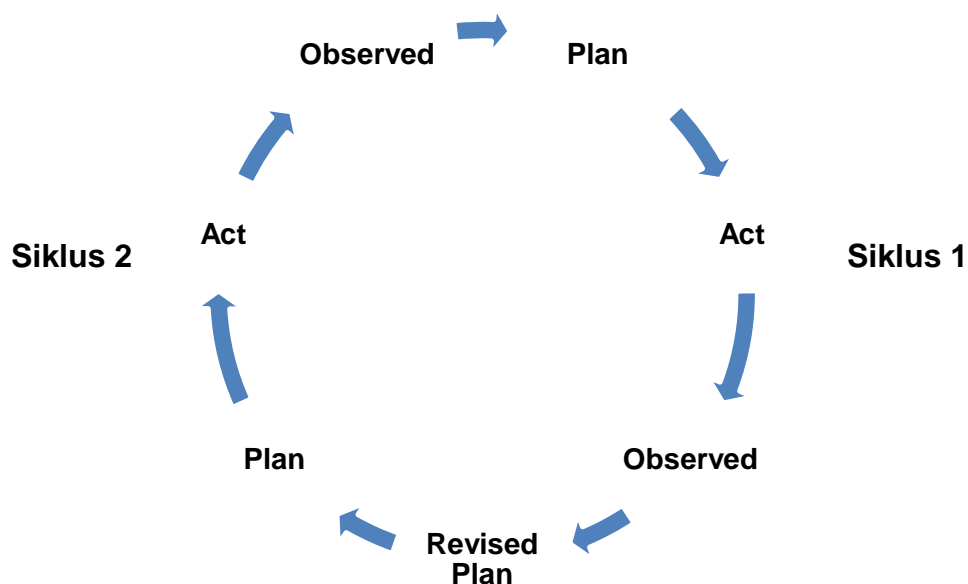 Observed
Plan
Act
Act
Siklus 2
Siklus 1
Plan
Observed
Revised
Plan